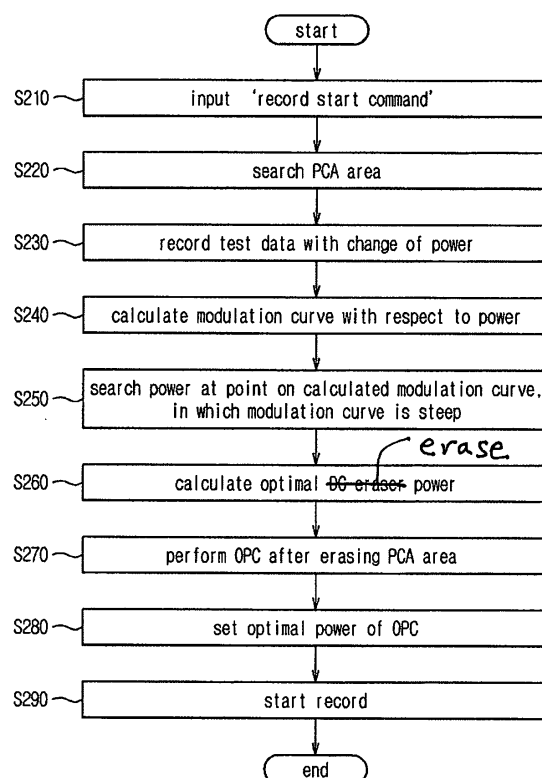 start
S210 input 'record start command'
S220 search PCA area
S230 record test data with change of power
S240 calculate modulation curve with respect to power
S250 search power at point on calculated modulation curve,
in which modulation curve is steep
erase
S260 calculate optimal DC eraser power
S270 perform OPC after erasing PCA area
S280 set optimal power of OPC
S290 start record
end